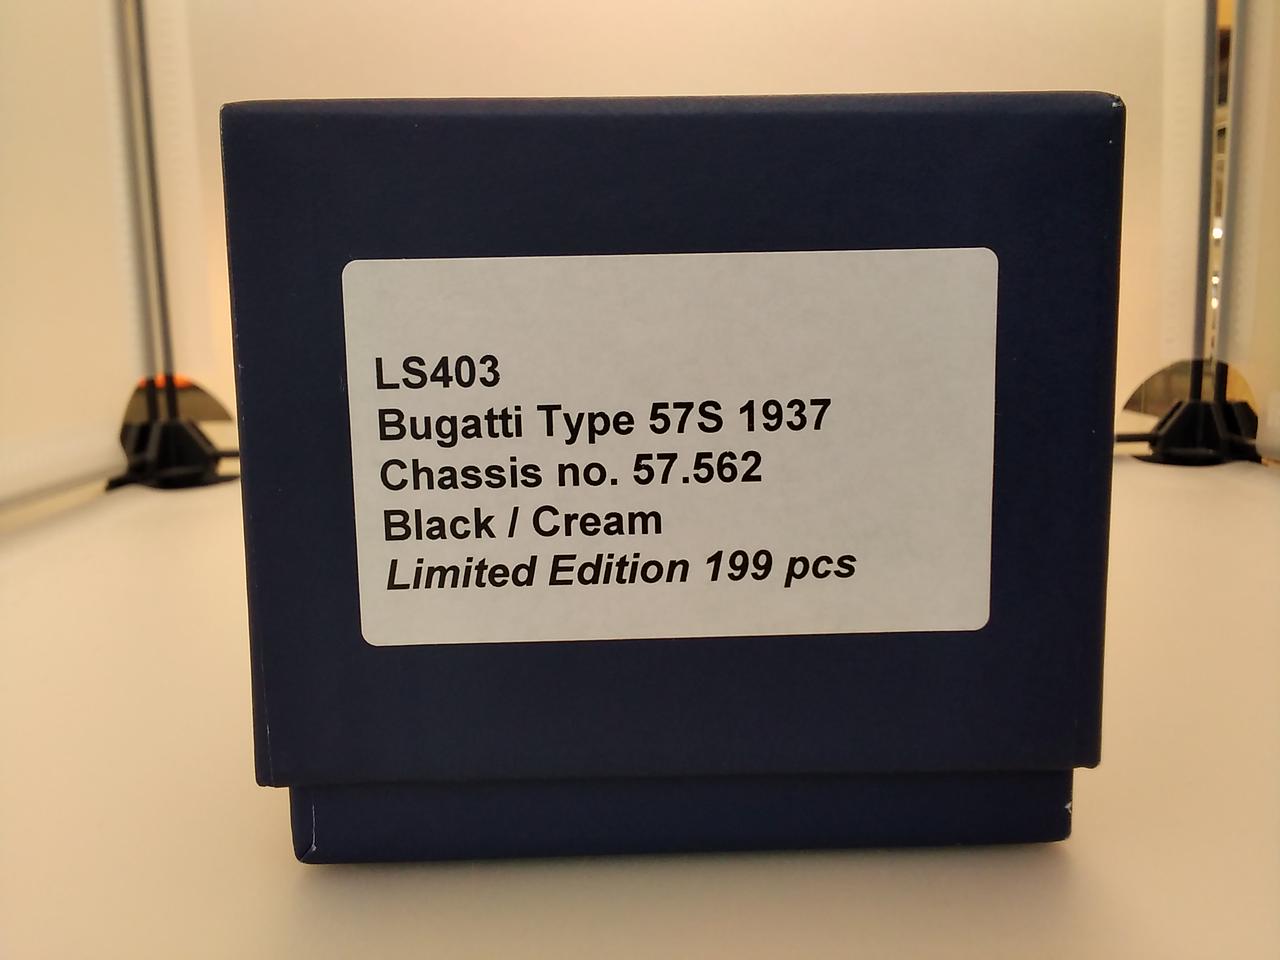 LS403
Bugatti Type 57S 1937
Chassis no. 57.562
Black / Cream
Limited Edition 199 pcs